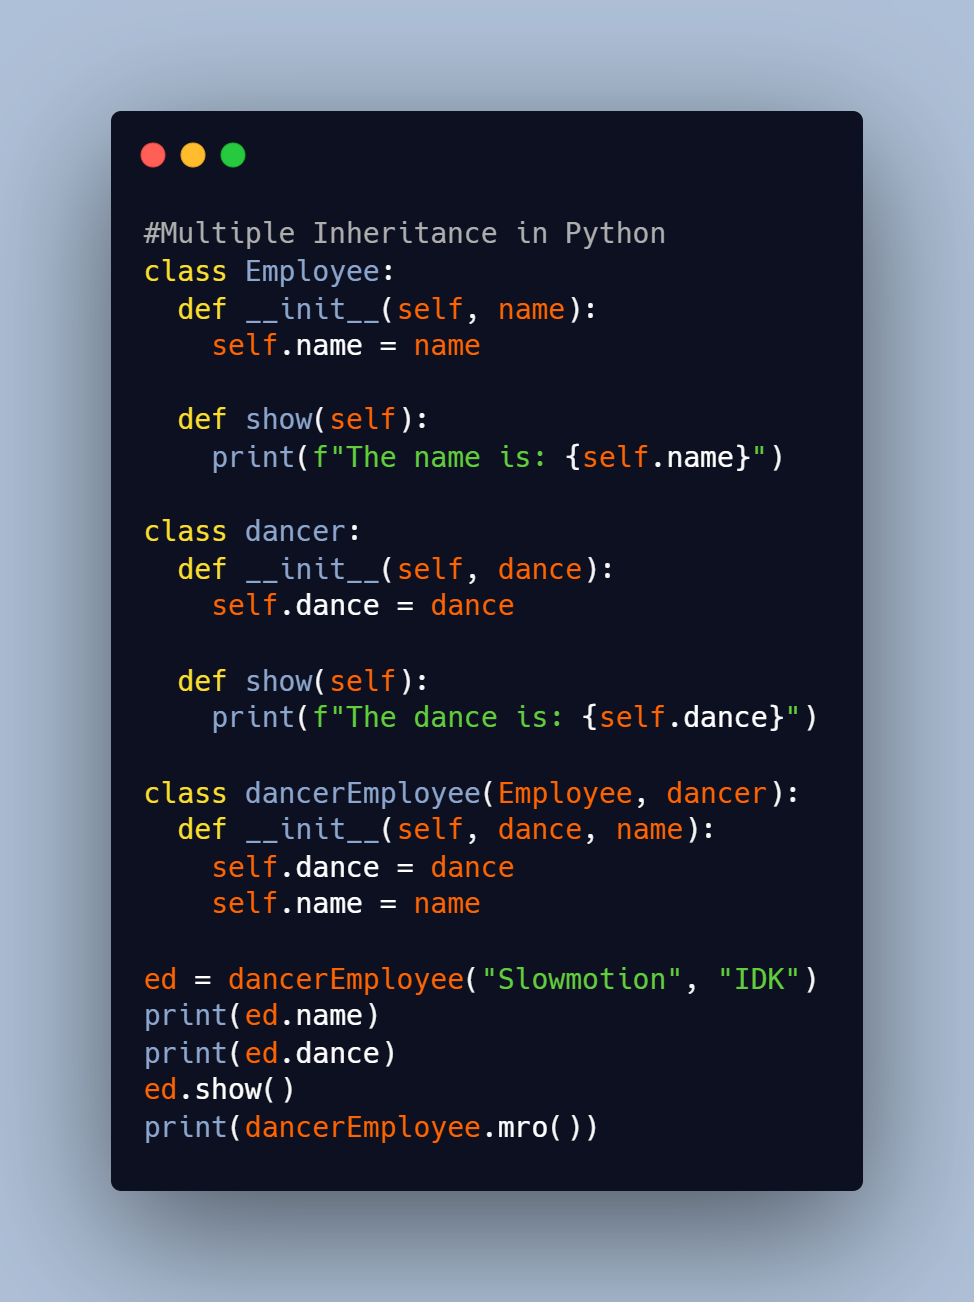 #Multiple Inheritance in Python
class Employee:
  def __init__(self, name):
    self.name = name

  def show(self):
    print(f"The name is: {self.name}")

class dancer:
  def __init__(self, dance):
    self.dance = dance

  def show(self):
    print(f"The dance is: {self.dance}")

class dancerEmployee(Employee, dancer):
  def __init__(self, dance, name):
    self.dance = dance
    self.name = name

ed = dancerEmployee("Slowmotion", "IDK")
print(ed.name)
print(ed.dance)
ed.show()
print(dancerEmployee.mro())